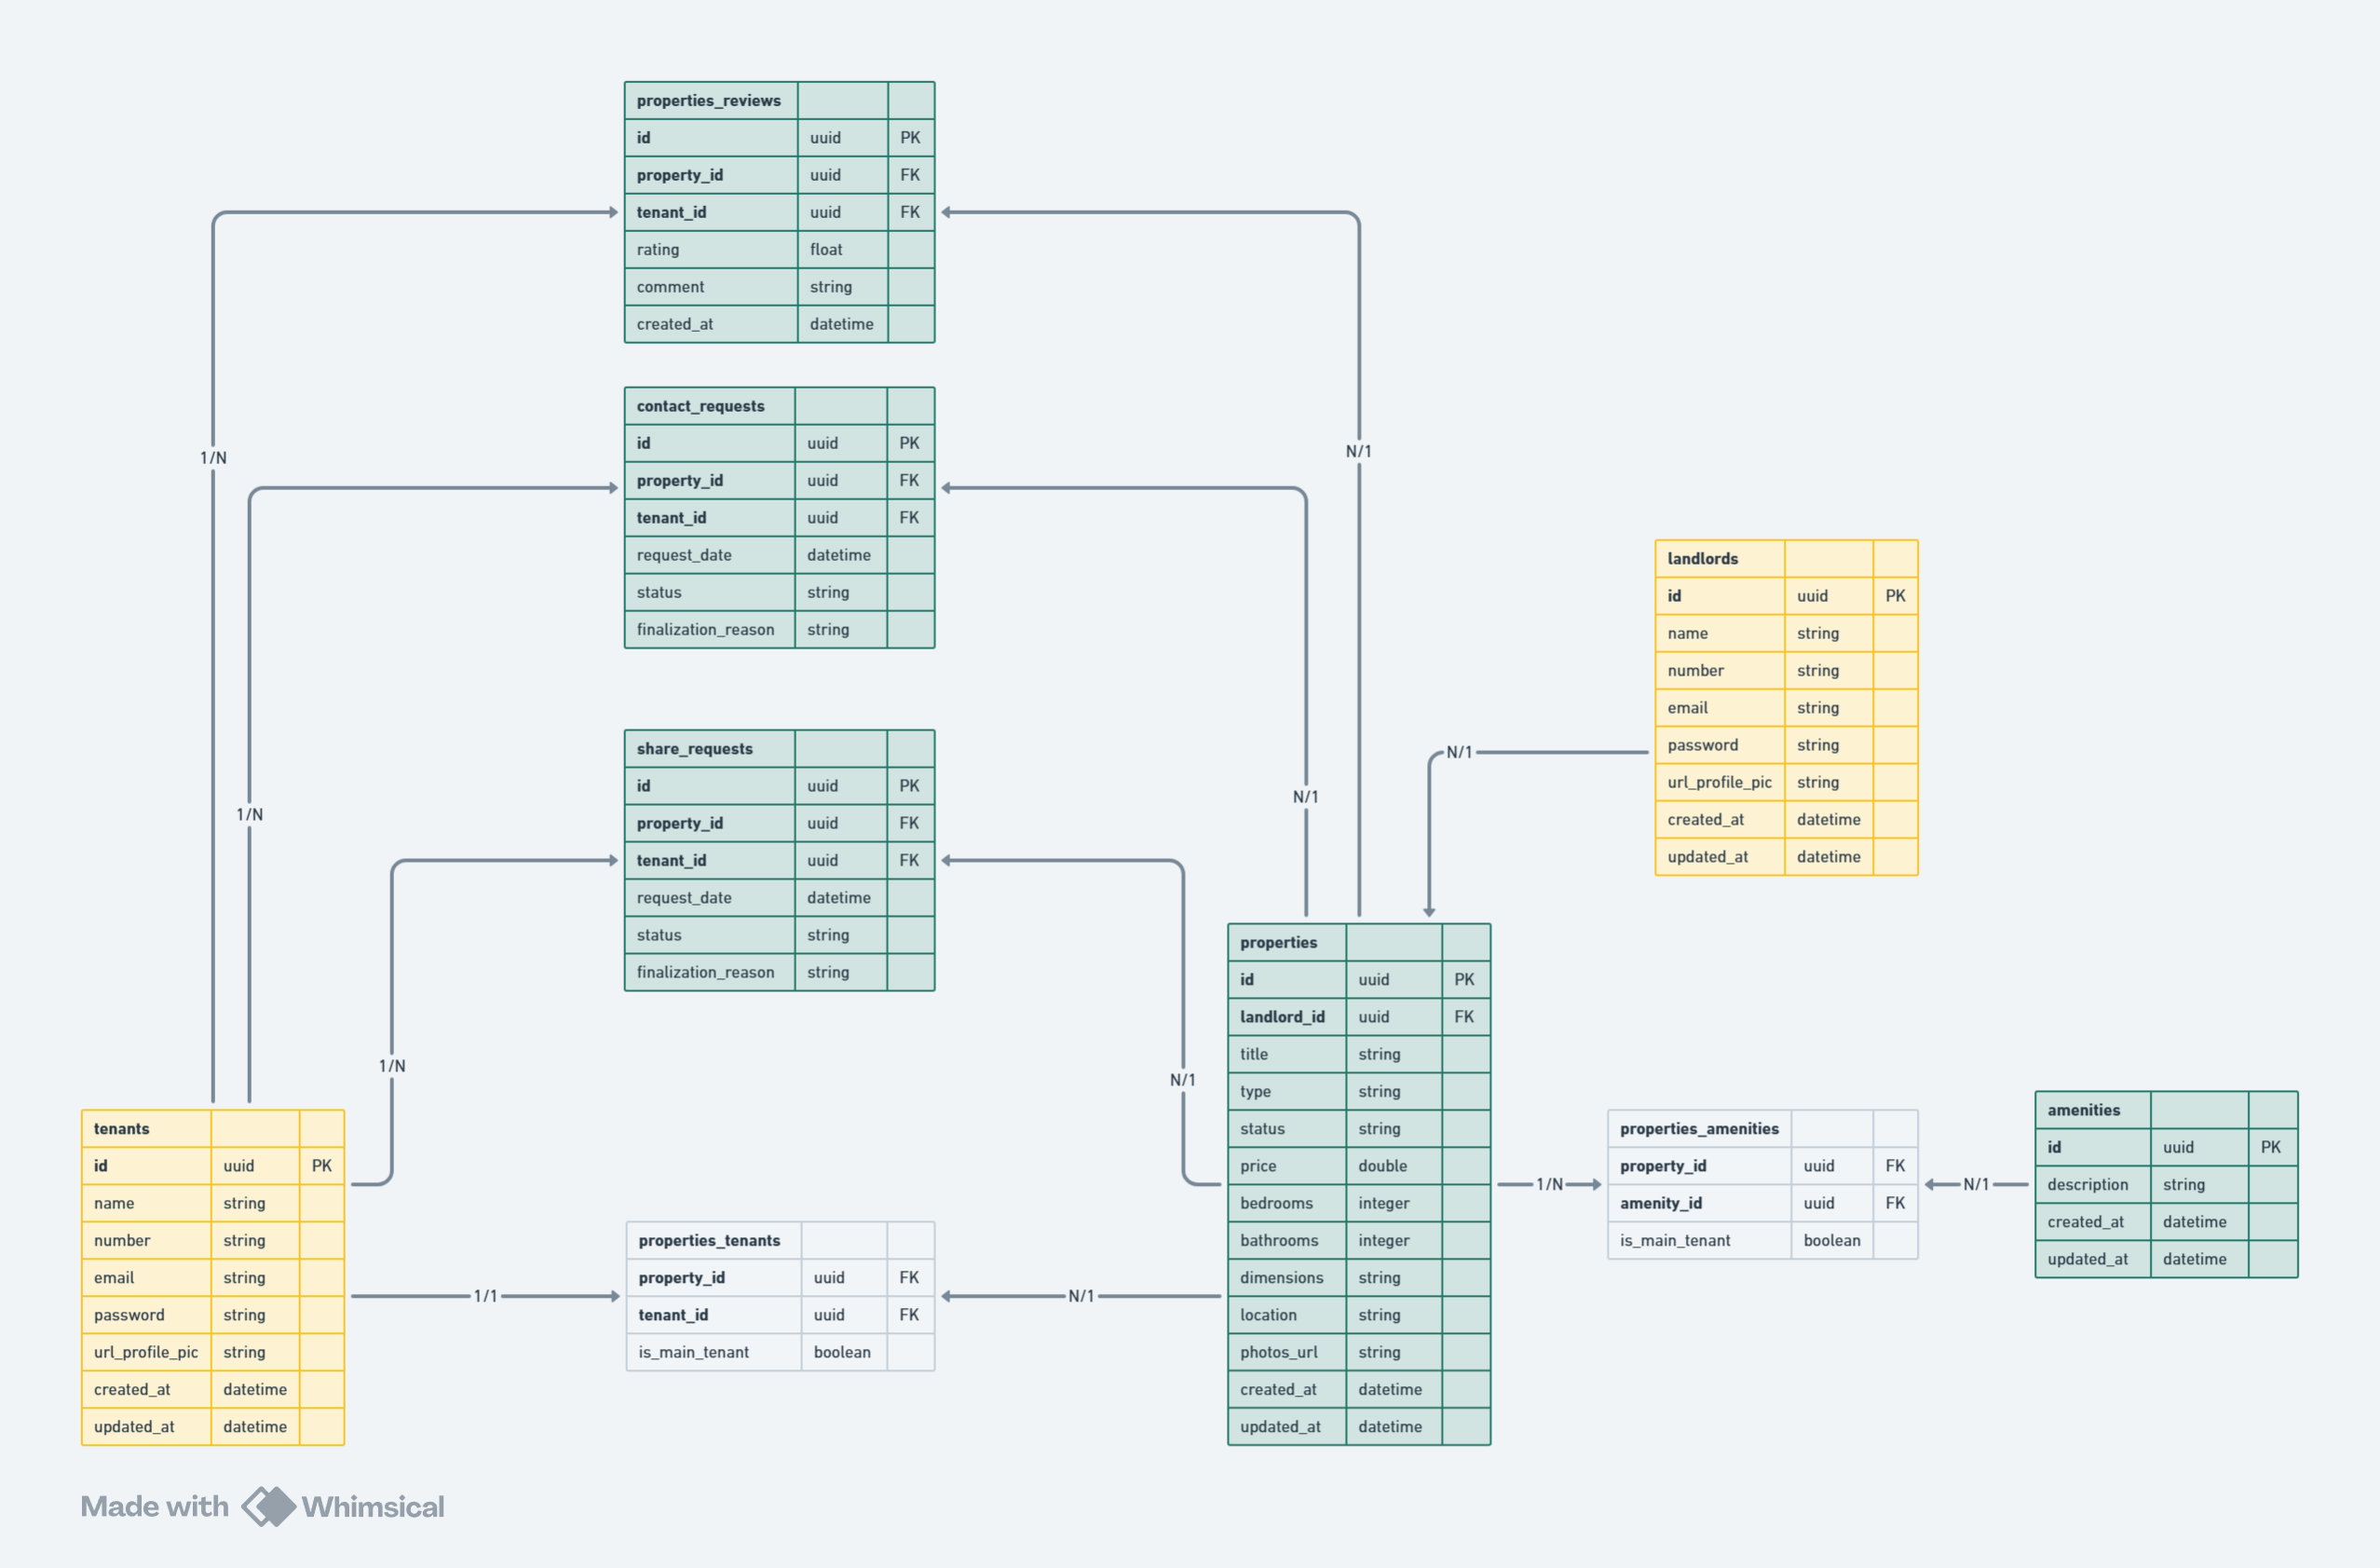 properties_reviews
id uuid PK
property_id uuid FK
tenant_id uuid FK
rating float
comment string
created_at datetime
1/N
N/1
contact_requests
id uuid PK
property_id uuid FK
tenant_id uuid FK
request_date datetime
status string
finalization_reason string
1/N
N/1
landlords
id uuid PK
name string
number string
email string
password string
url_profile_pic string
created_at datetime
updated_at datetime
N/1
share_requests
id uuid PK
property_id uuid FK
tenant_id uuid FK
request_date datetime
status string
finalization_reason string
1/N
N/1
properties
id uuid PK
landlord_id uuid FK
title string
type string
status string
price double
bedrooms integer
bathrooms integer
dimensions string
location string
photos_url string
created_at datetime
updated_at datetime
tenants
id uuid PK
name string
number string
email string
password string
url_profile_pic string
created_at datetime
updated_at datetime
1/1
properties_tenants
property_id uuid FK
tenant_id uuid FK
is_main_tenant boolean
N/1
1/N
properties_amenities
property_id uuid FK
amenity_id uuid FK
is_main_tenant boolean
N/1
amenities
id uuid PK
description string
created_at datetime
updated_at datetime
Made with Whimsical